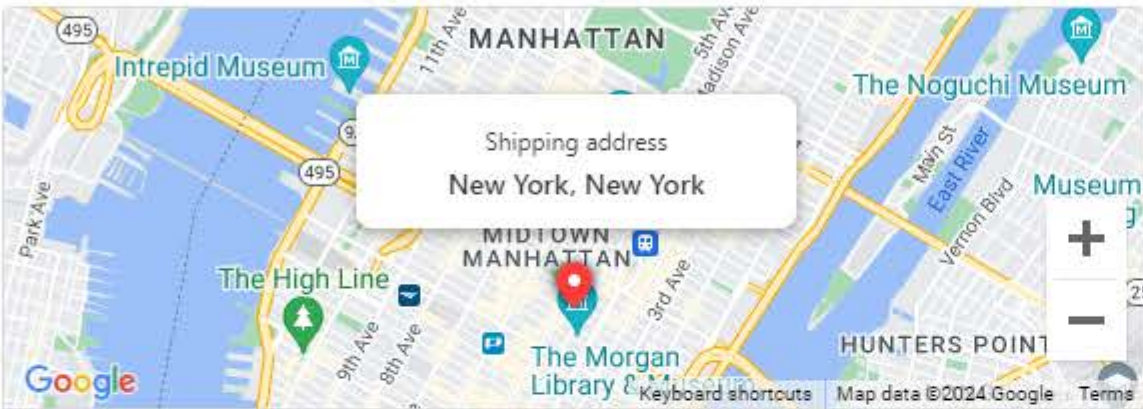 495
MANHATTAN
5th Ave
Madison Ave
11th Ave
Intrepid Museum
The Noguchi Museum
Shipping address
New York, New York
495
Main St
East River
Vernon Blvd
Museum
Park Ave
MIDTOWN
MANHATTAN
The High Line
3rd Ave
9th Ave
8th Ave
HUNTERS POINT
The Morgan
Library & Museum
Google
Keyboard shortcuts
Map data ©2024 Google
Terms